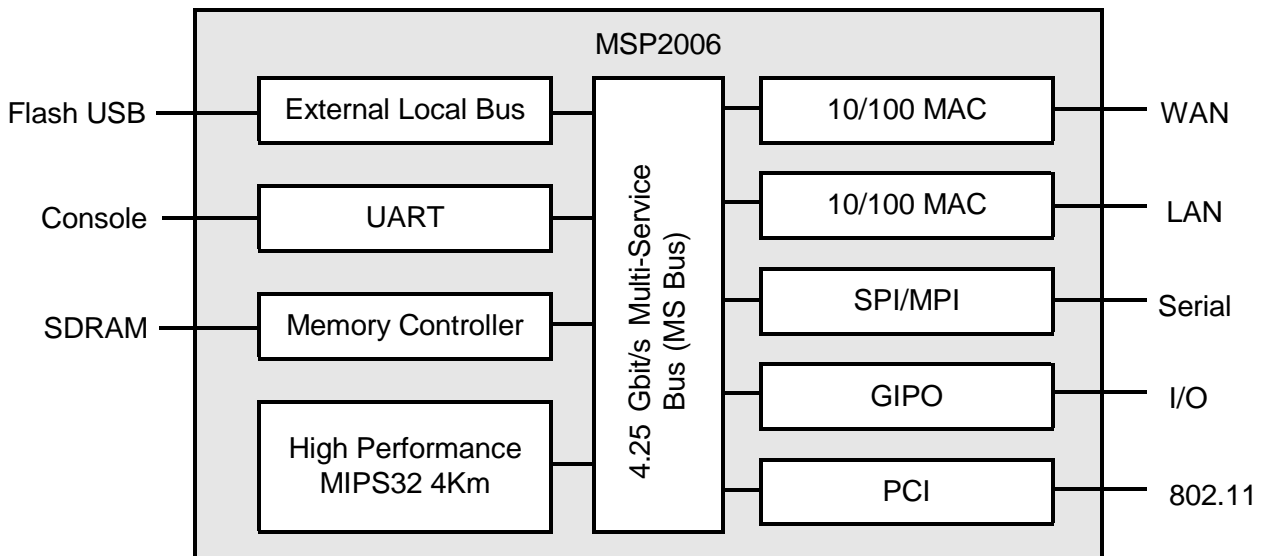 MSP2006
Flash USB
External Local Bus
10/100 MAC
WAN
Console
UART
10/100 MAC
LAN
4.25 Gbit/s Multi-Service
Bus (MS Bus)
SDRAM
Memory Controller
SPI/MPI
Serial
High Performance
MIPS32 4Km
GIPO
I/O
PCI
802.11